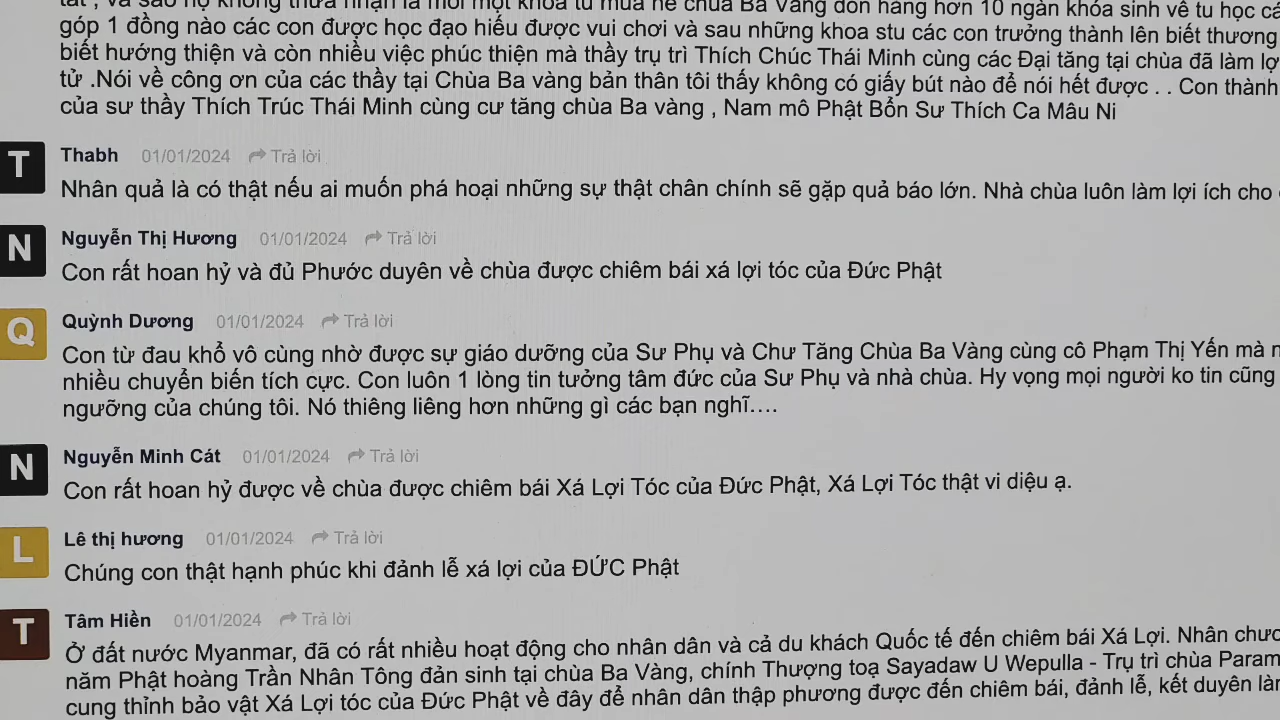 tất , và sao họ không thừa nhận là mỗi một khóa tu mùa hè chùa Ba Vàng đón hàng hơn 10 ngàn khóa sinh về tu học
góp 1 đồng nào các con được học đạo hiếu được vui chơi và sau những khoa stu các con trưởng thành lên biết thương
biết hướng thiện và còn nhiều việc phúc thiện mà thầy trụ trì Thích Chúc Thái Minh cùng các Đại tăng tại chùa đã làm
tử .Nói về công ơn của các thầy tại Chùa Ba vàng bản thân tôi thấy không có giấy bút nào để nói hết được . . Con thành
của sư thầy Thích Trúc Thái Minh cùng cư tăng chùa Ba vàng , Nam mô Phật Bổn Sư Thích Ca Mâu Ni
T Thabh 01/01/2024 Trả lời
Nhân quả là có thật nếu ai muốn phá hoại những sự thật chân chính sẽ gặp quả báo lớn. Nhà chùa luôn làm lợi ích cho
N Nguyễn Thị Hương 01/01/2024 Trả lời
Con rất hoan hỷ và đủ Phước duyên về chùa được chiêm bái xá lợi tóc của Đức Phật
Q Quỳnh Dương 01/01/2024 Trả lời
Con từ đau khổ vô cùng nhờ được sự giáo dưỡng của Sư Phụ và Chư Tăng Chùa Ba Vàng cùng cô Phạm Thị Yến mà
nhiều chuyển biến tích cực. Con luôn 1 lòng tin tưởng tâm đức của Sư Phụ và nhà chùa. Hy vọng mọi người ko tin cũng
ngưỡng của chúng tôi. Nó thiêng liêng hơn những gì các bạn nghĩ....
N Nguyễn Minh Cát 01/01/2024 Trả lời
Con rất hoan hỷ được về chùa được chiêm bái Xá Lợi Tóc của Đức Phật, Xá Lợi Tóc thật vi diệu ạ.
L Lê thị hương 01/01/2024 Trả lời
Chúng con thật hạnh phúc khi đảnh lễ xá lợi của ĐỨC Phật
T Tâm Hiền 01/01/2024 Trả lời
Ở đất nước Myanmar, đã có rất nhiều hoạt động cho nhân dân và cả du khách Quốc tế đến chiêm bái Xá Lợi. Nhân
năm Phật hoàng Trần Nhân Tông đản sinh tại chùa Ba Vàng, chính Thượng toạ Sayadaw U Wepulla - Trụ trì chùa Param
cung thỉnh bảo vật Xá Lợi tóc của Đức Phật về đây để nhân dân thập phương được đến chiêm bái, đảnh lễ, kết duyên